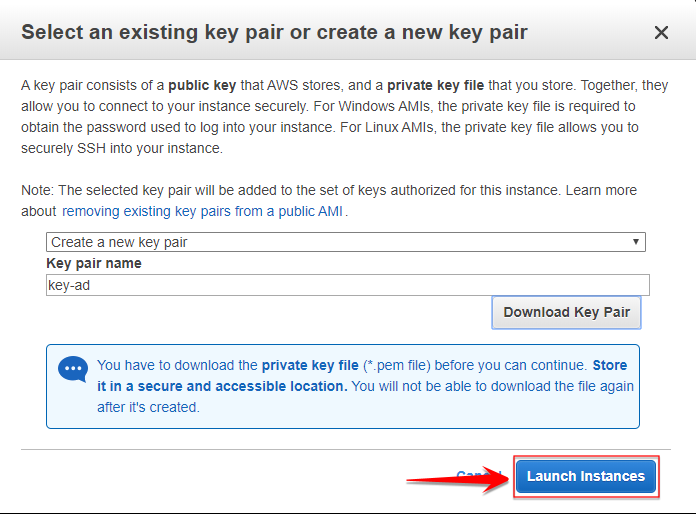 Select an existing key pair or create a new key pair
A key pair consists of a public key that AWS stores, and a private key file that you store. Together, they
allow you to connect to your instance securely. For Windows AMIs, the private key file is required to
obtain the password used to log into your instance. For Linux AMIs, the private key file allows you to
securely SSH into your instance.
Note: The selected key pair will be added to the set of keys authorized for this instance. Learn more
about removing existing key pairs from a public AMI .
Create a new key pair
Key pair name
key-ad
Download Key Pair
You have to download the private key file (*.pem file) before you can continue. Store
it in a secure and accessible location. You will not be able to download the file again
after it's created.
Launch Instances